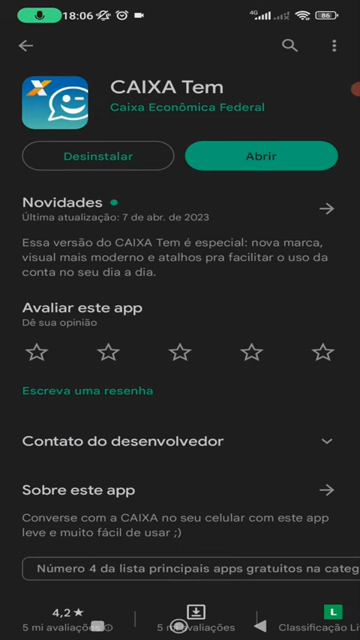 18:06
4G
86
CAIXA Tem
Caixa Econômica Federal
Desinstalar
Abrir
Novidades
Última atualização: 7 de abr. de 2023
Essa versão do CAIXA Tem é especial: nova marca,
visual mais moderno e atalhos pra facilitar o uso da
conta no seu dia a dia.
Avaliar este app
Dê sua opinião
Escreva uma resenha
Contato do desenvolvedor
Sobre este app
Converse com a CAIXA no seu celular com este app
leve e muito fácil de usar ;)
Número 4 da lista principais apps gratuitos na categ
4,2★
L
5 mi avaliações
5 mi avaliações
Classificação Li